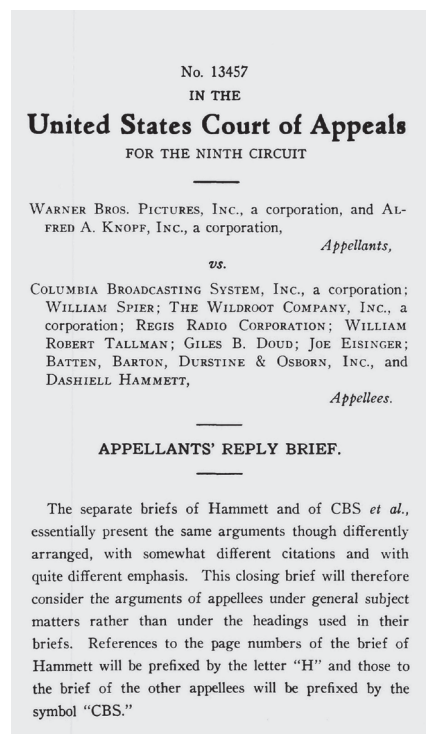 No. 13457
IN THE
United States Court of Appeals
FOR THE NINTH CIRCUIT
WARNER BROS. PICTURES, INC., a corporation, and AL-
FRED A. KNOPF, INC., a corporation,
Appellants,
vs.
COLUMBIA BROADCASTING SYSTEM, INC., a corporation;
WILLIAM SPIER; THE WILDROOT COMPANY, INC., a
corporation; REGIS RADIO CORPORATION; WILLIAM
ROBERT TALLMAN; GILES B. DOUD; JOE EISINGER;
BATTEN, BARTON, DURSTINE & OSBORN, INC., and
DASHIELL HAMMETT,
Appellees.
APPELLANTS' REPLY BRIEF.
The separate briefs of Hammett and of CBS et al.,
essentially present the same arguments though differently
arranged, with somewhat different citations and with
quite different emphasis. This closing brief will therefore
consider the arguments of appellees under general subject
matters rather than under the headings used in their
briefs. References to the page numbers of the brief of
Hammett will be prefixed by the letter "H" and those to
the brief of the other appellees will be prefixed by the
symbol "CBS."